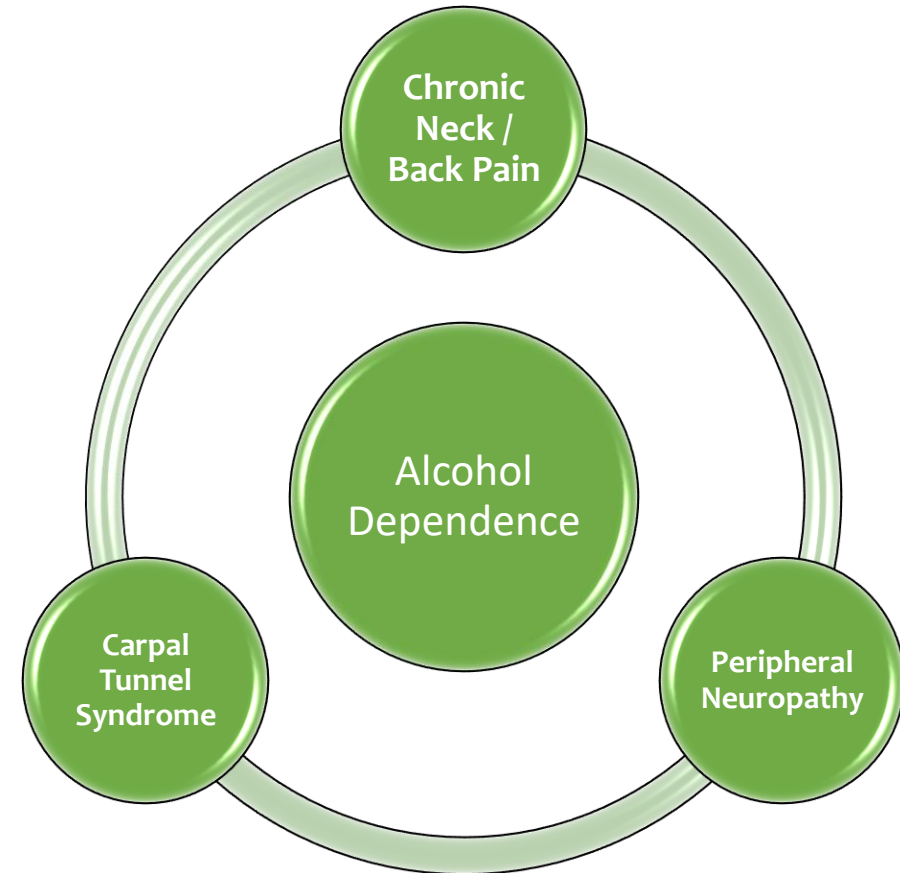 Chronic
Neck /
Back Pain
Alcohol
Dependence
Carpal
Tunnel
Syndrome
Peripheral
Neuropathy